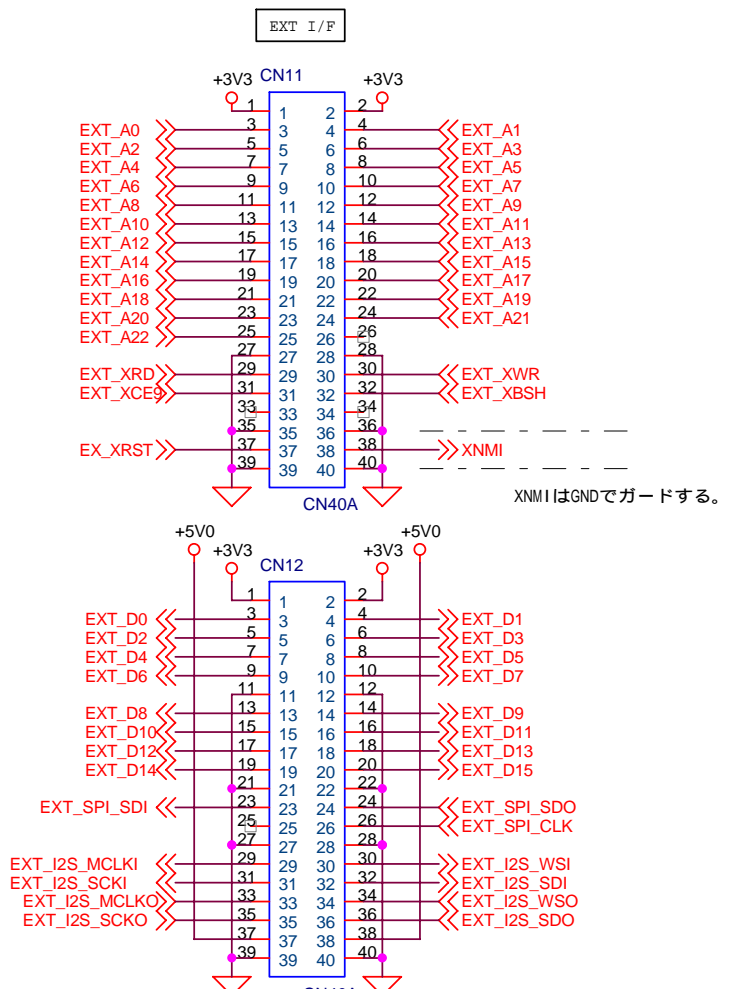 EXT I/F
+3V3 CN11 +3V3
1 1 2 2
EXT_A0 3 3 4 4 EXT_A1
EXT_A2 5 5 6 6 EXT_A3
EXT_A4 7 7 8 8 EXT_A5
EXT_A6 9 9 10 10 EXT_A7
EXT_A8 11 11 12 12 EXT_A9
EXT_A10 13 13 14 14 EXT_A11
EXT_A12 15 15 16 16 EXT_A13
EXT_A14 17 17 18 18 EXT_A15
EXT_A16 19 19 20 20 EXT_A17
EXT_A18 21 21 22 22 EXT_A19
EXT_A20 23 23 24 24 EXT_A21
EXT_A22 25 25 26 26
27 27 28 28
EXT_XRD 29 29 30 30 EXT_XWR
EXT_XCE9 31 31 32 32 EXT_XBSH
33 33 34 34
35 35 36 36
EX_XRST 37 37 38 38 XNMI
39 39 40 40
CN40A
XNMIはGNDでガードする。
+5V0 +5V0
+3V3 CN12 +3V3
1 1 2 2
EXT_D0 3 3 4 4 EXT_D1
EXT_D2 5 5 6 6 EXT_D3
EXT_D4 7 7 8 8 EXT_D5
EXT_D6 9 9 10 10 EXT_D7
11 11 12 12
EXT_D8 13 13 14 14 EXT_D9
EXT_D10 15 15 16 16 EXT_D11
EXT_D12 17 17 18 18 EXT_D13
EXT_D14 19 19 20 20 EXT_D15
21 21 22 22
EXT_SPI_SDI 23 23 24 24 EXT_SPI_SDO
25 25 26 26 EXT_SPI_CLK
27 27 28 28
EXT_I2S_MCLKI 29 29 30 30 EXT_I2S_WSI
EXT_I2S_SCKI 31 31 32 32 EXT_I2S_SDI
EXT_I2S_MCLKO 33 33 34 34 EXT_I2S_WSO
EXT_I2S_SCKO 35 35 36 36 EXT_I2S_SDO
37 37 38 38
39 39 40 40